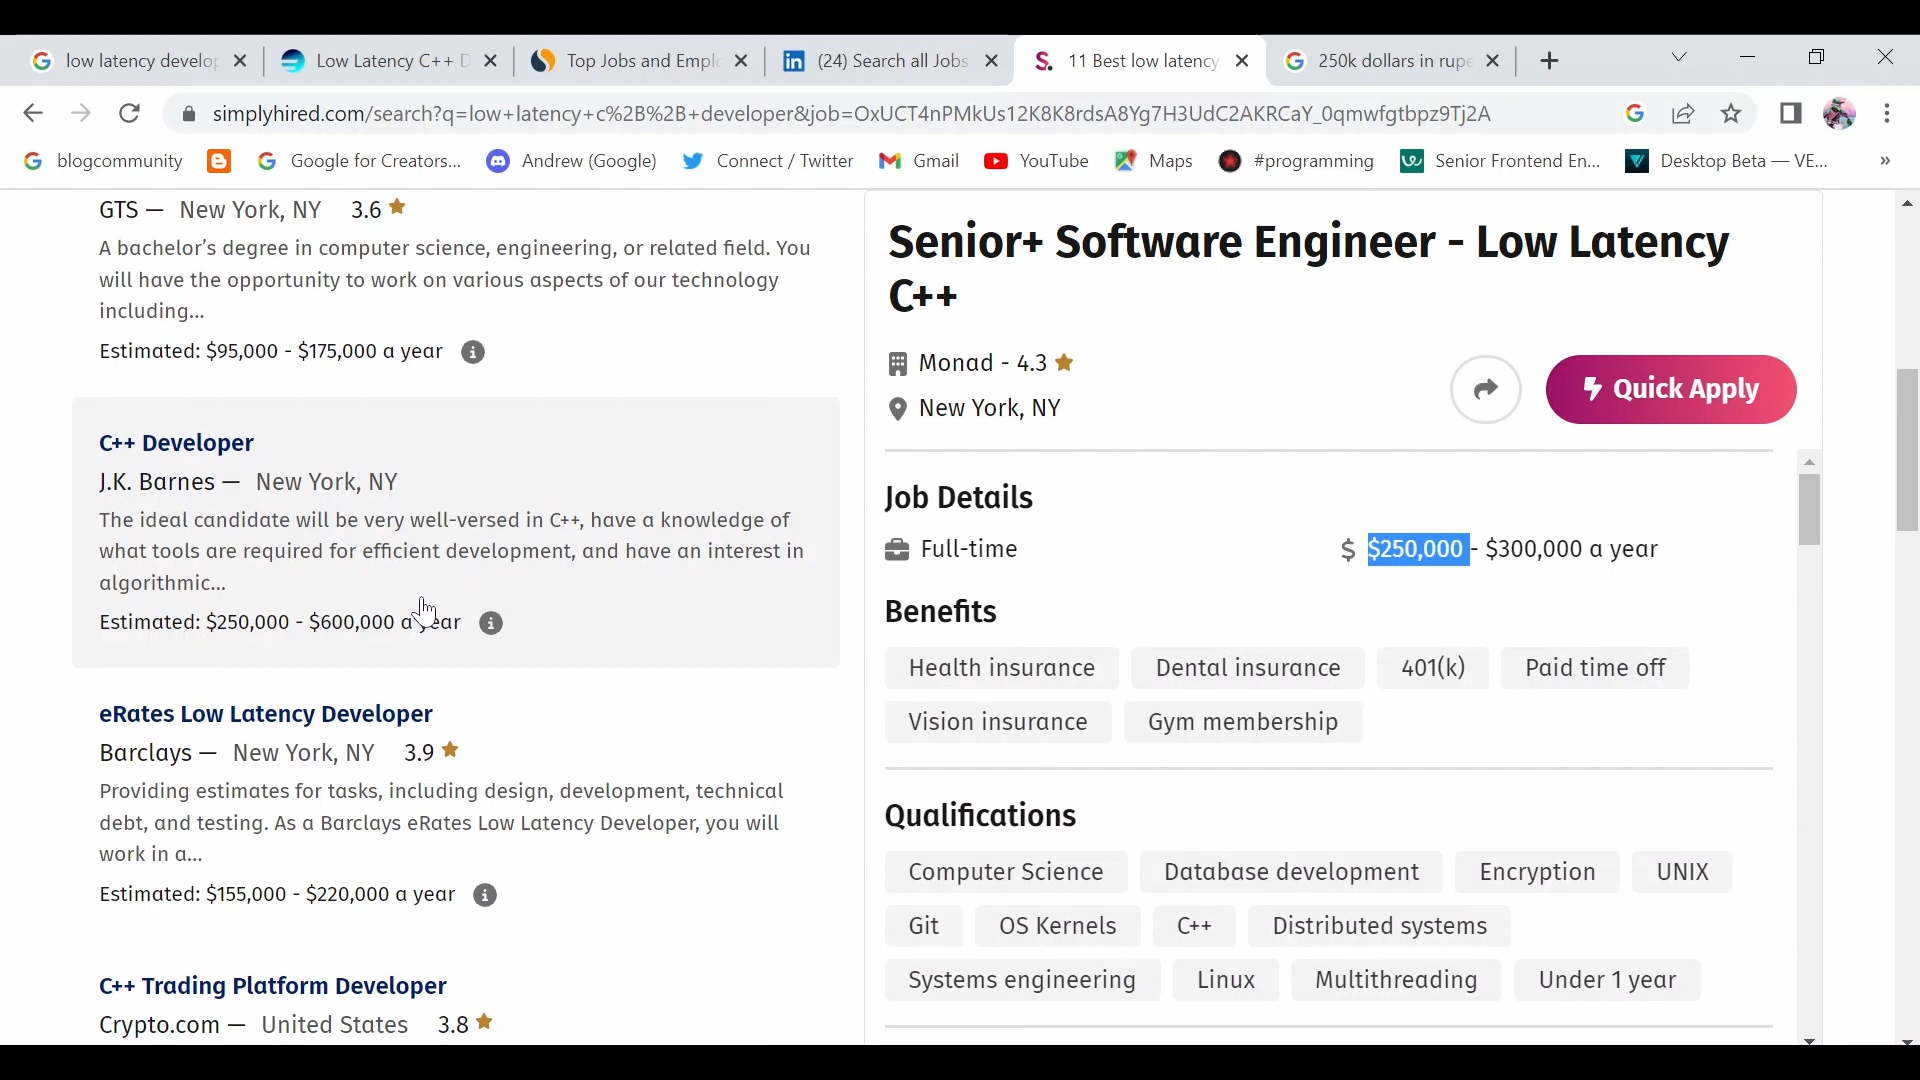 low latency develop
Low Latency C++ D
Top Jobs and Emplo
(24) Search all Jobs
11 Best low latency
250k dollars in rupe
simplyhired.com/search?q=low+latency+c%2B%2B+developer&job=OxUCT4nPMkUs12K8K8rdsA8Yg7H3UdC2AKRCaY_0qmwfgtbpz9Tj2A
blogcommunity
Google for Creators...
Andrew (Google)
Connect / Twitter
Gmail
YouTube
Maps
#programming
Senior Frontend En...
Desktop Beta — VE...
»
GTS — New York, NY 3.6
A bachelor’s degree in computer science, engineering, or related field. You
will have the opportunity to work on various aspects of our technology
including...
Estimated: $95,000 - $175,000 a year
C++ Developer
J.K. Barnes — New York, NY
The ideal candidate will be very well-versed in C++, have a knowledge of
what tools are required for efficient development, and have an interest in
algorithmic...
Estimated: $250,000 - $600,000 a year
eRates Low Latency Developer
Barclays — New York, NY 3.9
Providing estimates for tasks, including design, development, technical
debt, and testing. As a Barclays eRates Low Latency Developer, you will
work in a...
Estimated: $155,000 - $220,000 a year
C++ Trading Platform Developer
Crypto.com — United States 3.8
Senior+ Software Engineer - Low Latency
C++
Monad - 4.3
New York, NY
Quick Apply
Job Details
Full-time
$ $250,000 - $300,000 a year
Benefits
Health insurance
Dental insurance
401(k)
Paid time off
Vision insurance
Gym membership
Qualifications
Computer Science
Database development
Encryption
UNIX
Git
OS Kernels
C++
Distributed systems
Systems engineering
Linux
Multithreading
Under 1 year